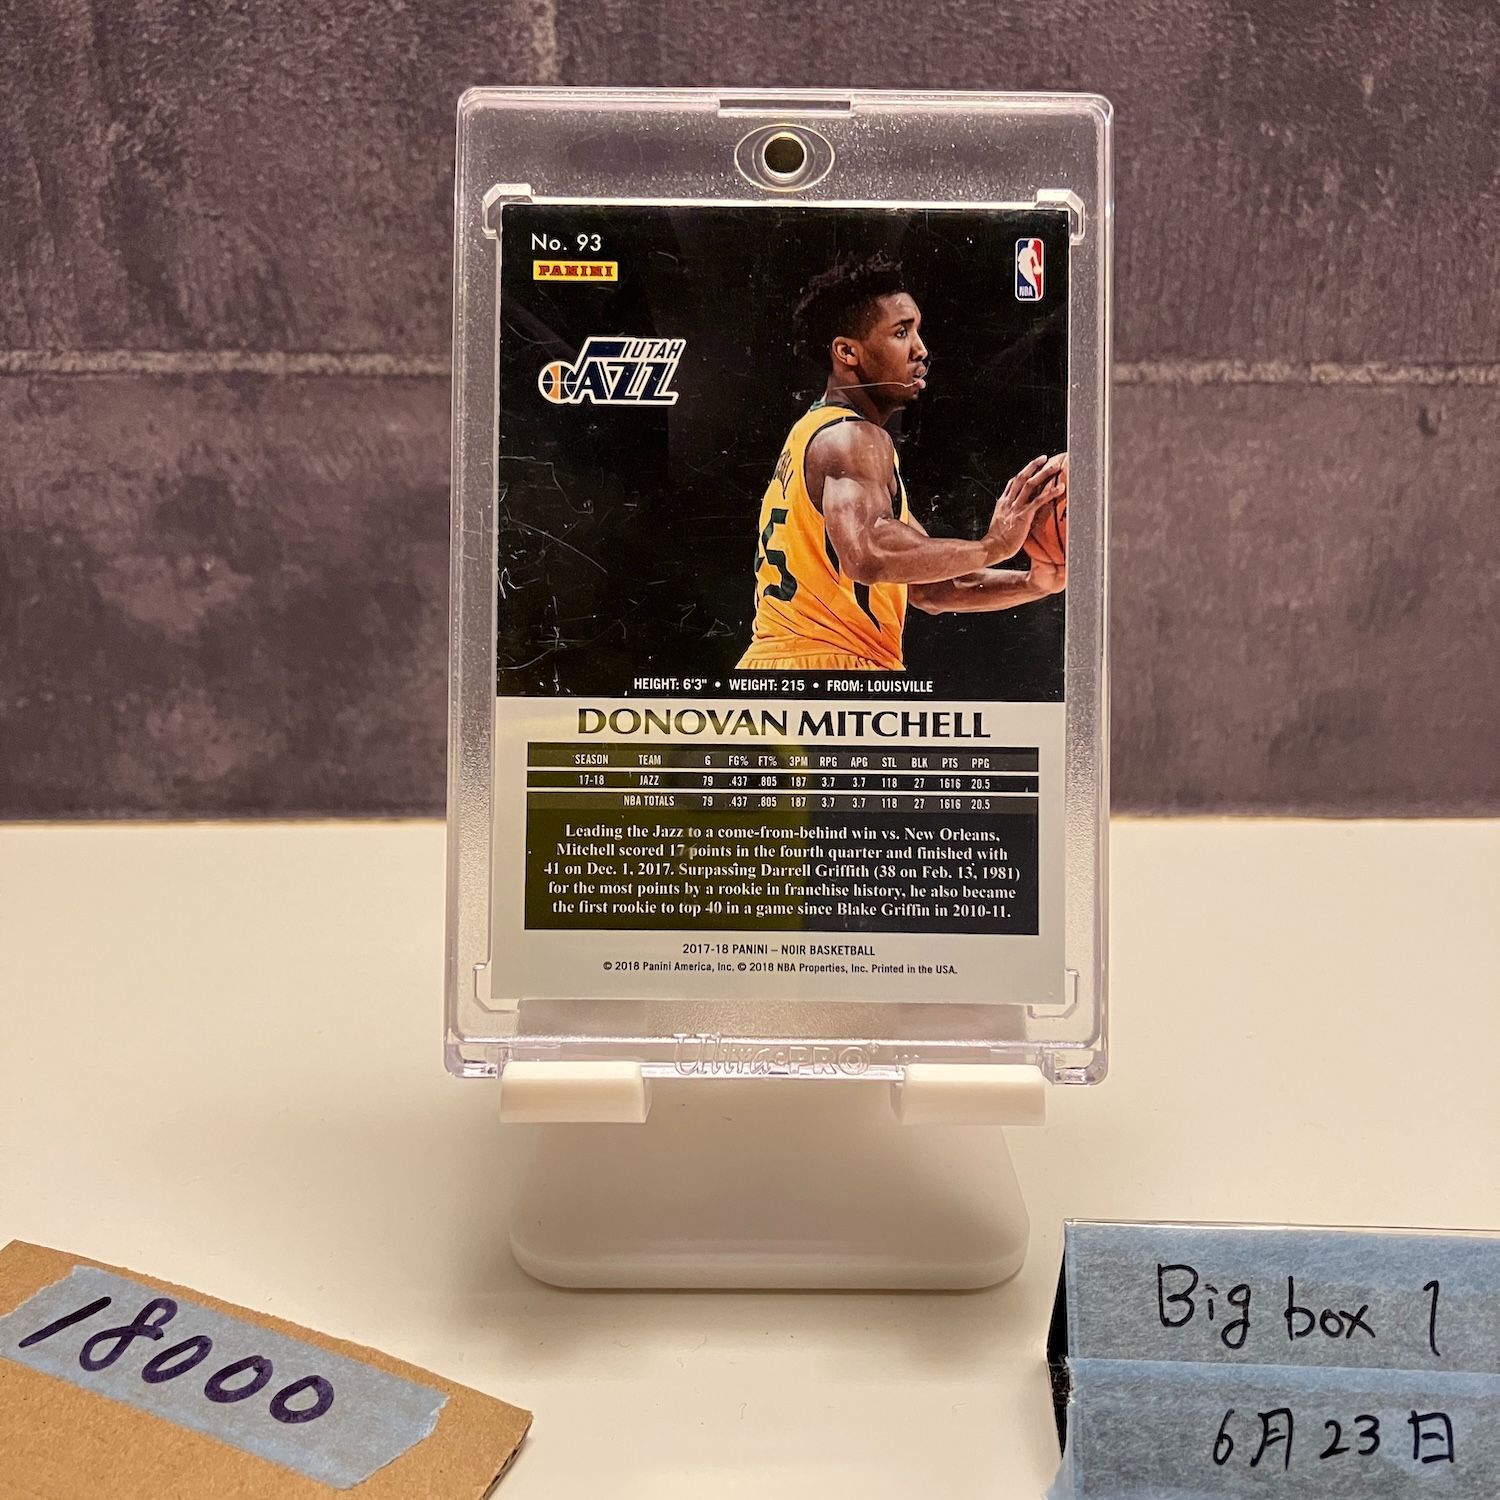 No. 93
PANINI
NBA
UTAH
JAZZ
HEIGHT: 6'3" • WEIGHT: 215 • FROM: LOUISVILLE
DONOVAN MITCHELL
SEASON TEAM G FG% FT% 3PM RPG APG STL BLK PTS PPG
17-18 JAZZ 79 .437 .805 187 3.7 3.7 118 27 1616 20.5
NBA TOTALS 79 .437 .805 187 3.7 3.7 118 27 1616 20.5
Leading the Jazz to a come-from-behind win vs. New Orleans,
Mitchell scored 17 points in the fourth quarter and finished with
41 on Dec. 1, 2017. Surpassing Darrell Griffith (38 on Feb. 13, 1981)
for the most points by a rookie in franchise history, he also became
the first rookie to top 40 in a game since Blake Griffin in 2010-11.
2017-18 PANINI – NOIR BASKETBALL
© 2018 Panini America, Inc. © 2018 NBA Properties, Inc. Printed in the USA.
Ultra•PRO®
18000
Big box 1
6月23日